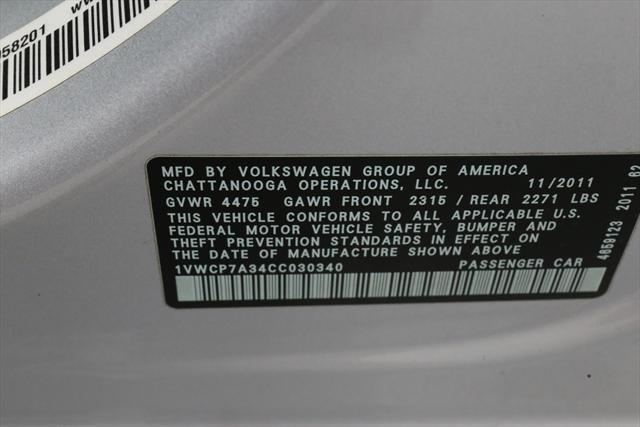 58201
MFD BY VOLKSWAGEN GROUP OF AMERICA
CHATTANOOGA OPERATIONS, LLC. 11/2011
GVWR 4475 GAWR FRONT 2315 / REAR 2271 LBS
THIS VEHICLE CONFORMS TO ALL APPLICABLE U.S.
FEDERAL MOTOR VEHICLE SAFETY, BUMPER AND
THEFT PREVENTION STANDARDS IN EFFECT ON
THE DATE OF MANUFACTURE SHOWN ABOVE
1VWCP7A34CC030340 PASSENGER CAR
4659123 2011 62